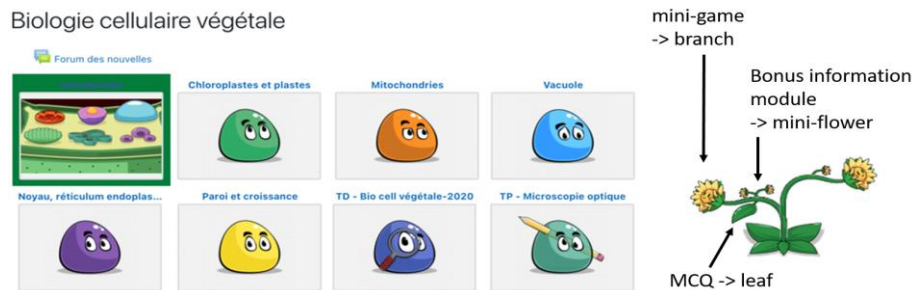 Biologie cellulaire végétale
Forum des nouvelles
Chloroplastes et plastes
Mitochondries
Vacuole
Noyau, réticulum endoplas...
Paroi et croissance
TD - Bio cell végétale-2020
TP - Microscopie optique
mini-game
-> branch
Bonus information
module
-> mini-flower
MCQ -> leaf